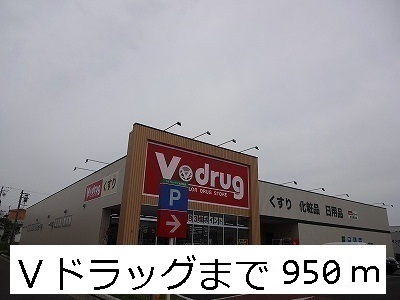 V・drug
VALOR DRUG STORE
くすり 化粧品 日用品
V・drug くすり
P
Vドラッグまで 950m